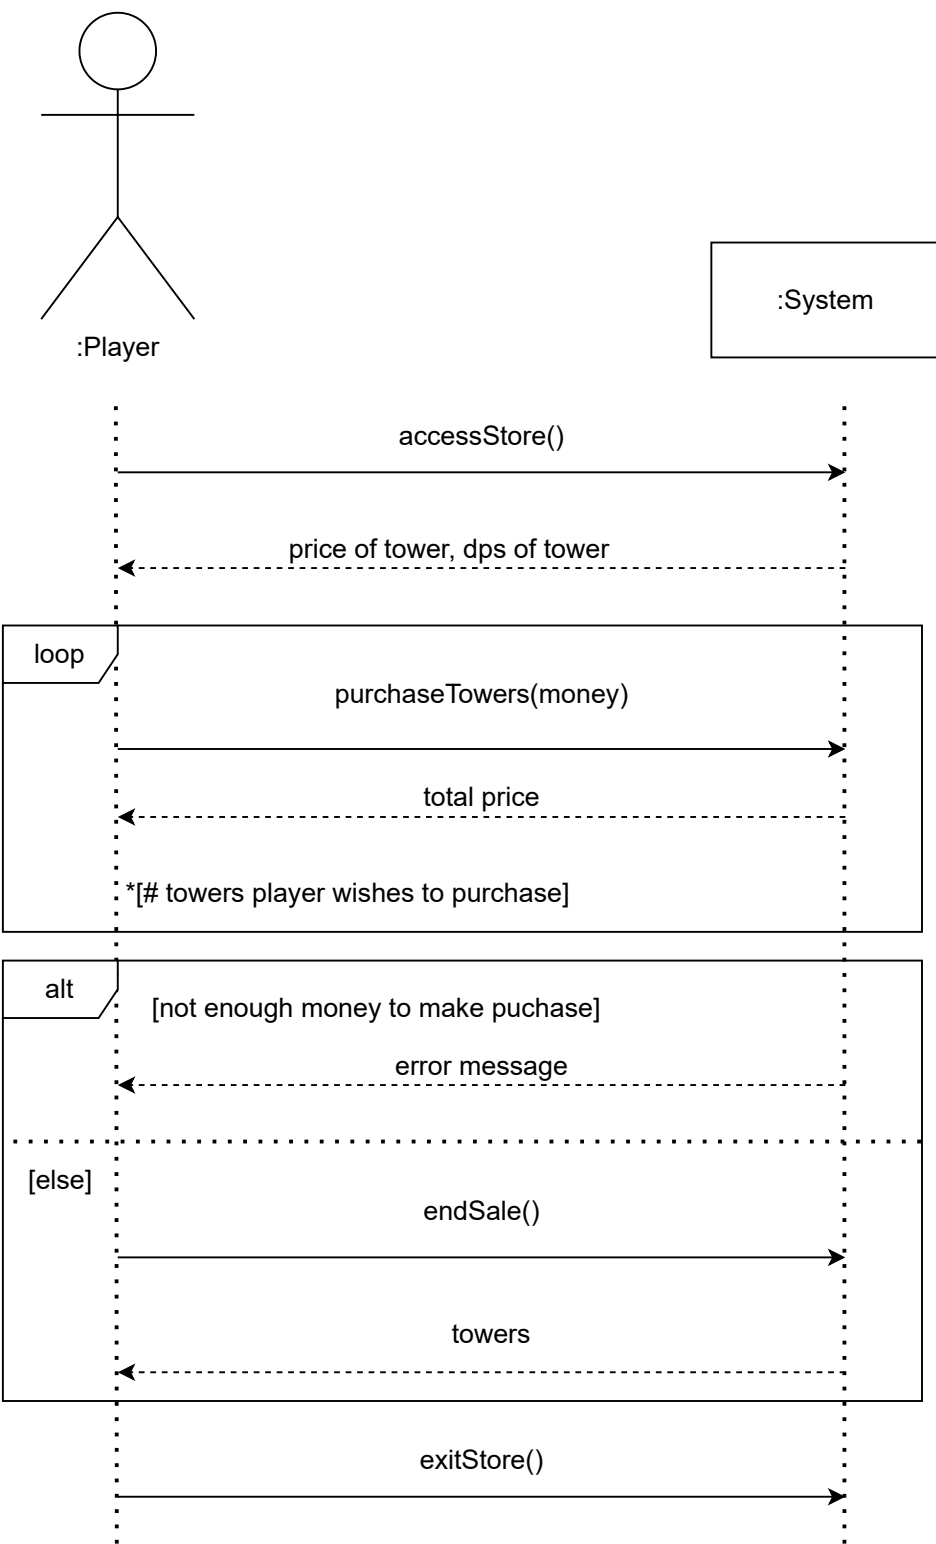 :Player
:System
accessStore()
price of tower, dps of tower
loop
purchaseTowers(money)
total price
*[# towers player wishes to purchase]
alt
[not enough money to make puchase]
error message
[else]
endSale()
towers
exitStore()